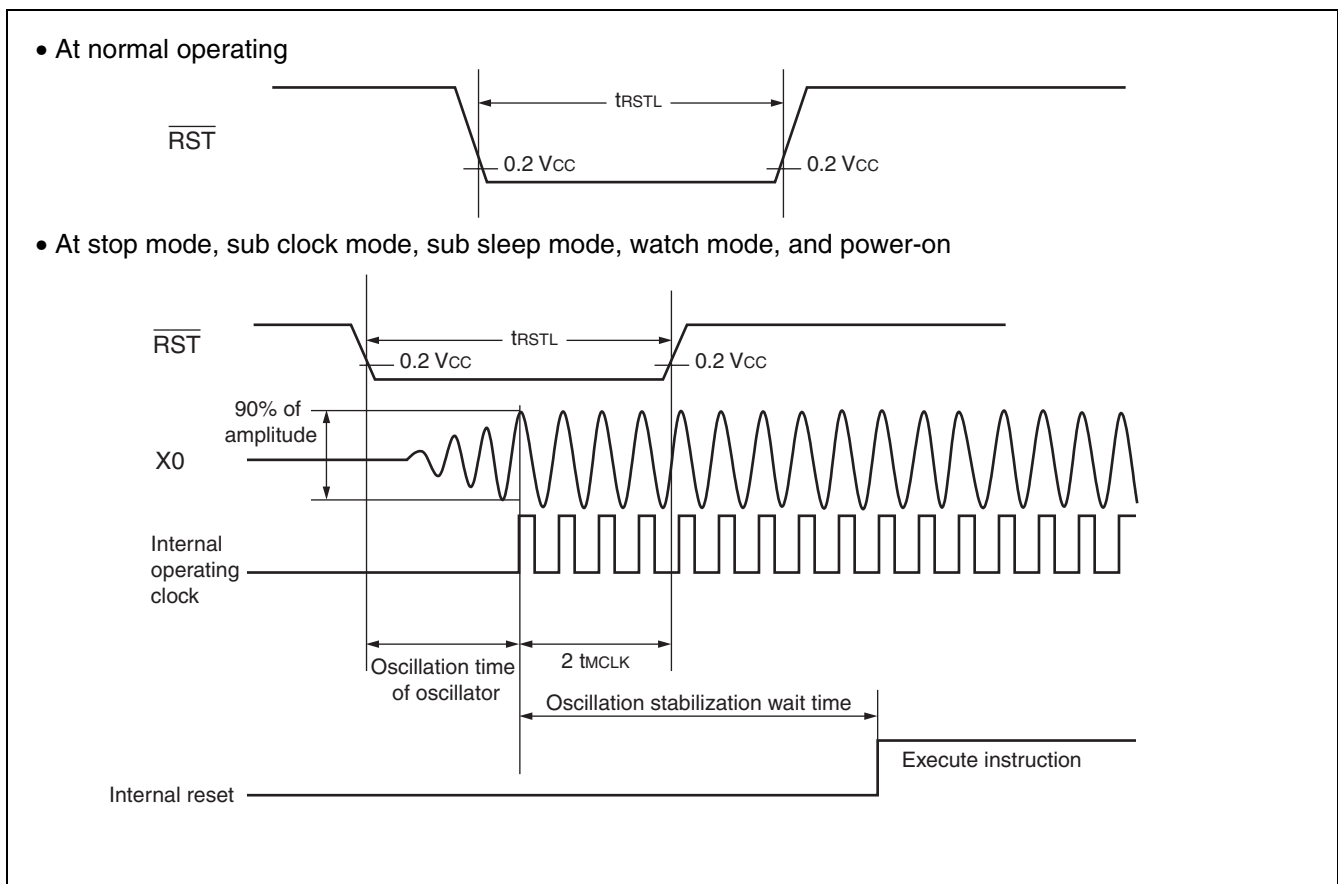 • At normal operating
tRSTL
RST
0.2 VCC
0.2 VCC
• At stop mode, sub clock mode, sub sleep mode, watch mode, and power-on
RST
tRSTL
0.2 VCC
0.2 VCC
90% of
amplitude
X0
Internal
operating
clock
Oscillation time
of oscillator
2 tMCLK
Oscillation stabilization wait time
Execute instruction
Internal reset